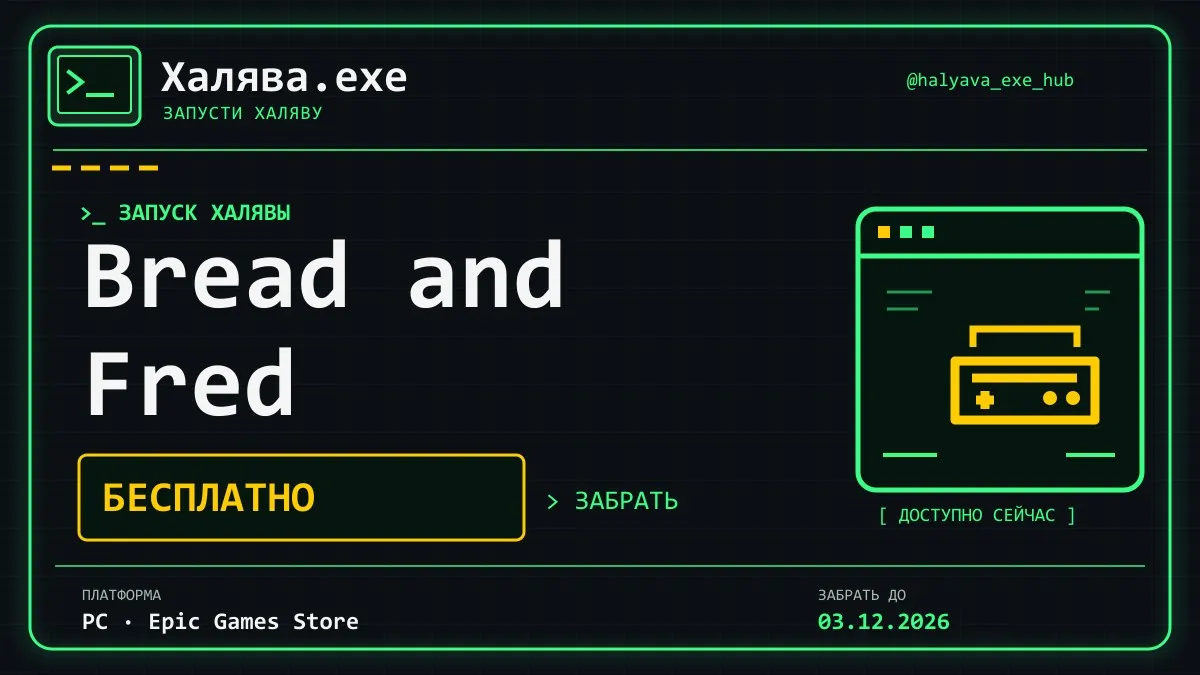 >_
Халява.exe
ЗАПУСТИ ХАЛЯВУ
@halyava_exe_hub
>_ ЗАПУСК ХАЛЯВЫ
Bread and
Fred
БЕСПЛАТНО
> ЗАБРАТЬ
[ ДОСТУПНО СЕЙЧАС ]
ПЛАТФОРМА
PC · Epic Games Store
ЗАБРАТЬ ДО
03.12.2026